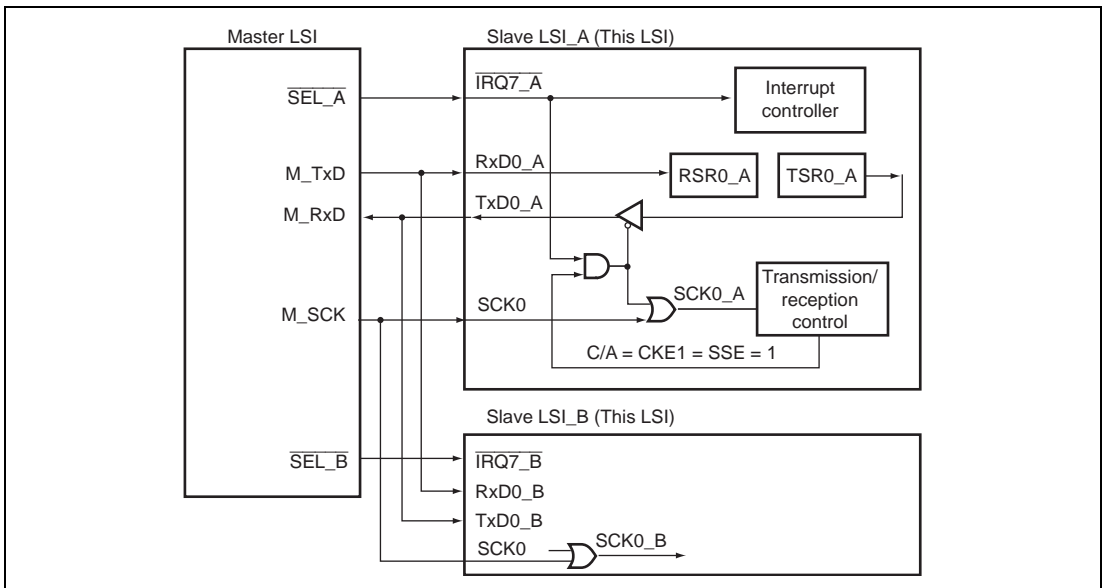 Master LSI
Slave LSI_A (This LSI)
SEL_A
IRQ7_A
Interrupt
controller
M_TxD
RxD0_A
RSR0_A
TSR0_A
M_RxD
TxD0_A
M_SCK
SCK0
SCK0_A
Transmission/
reception
control
C/A = CKE1 = SSE = 1
Slave LSI_B (This LSI)
SEL_B
IRQ7_B
RxD0_B
TxD0_B
SCK0
SCK0_B